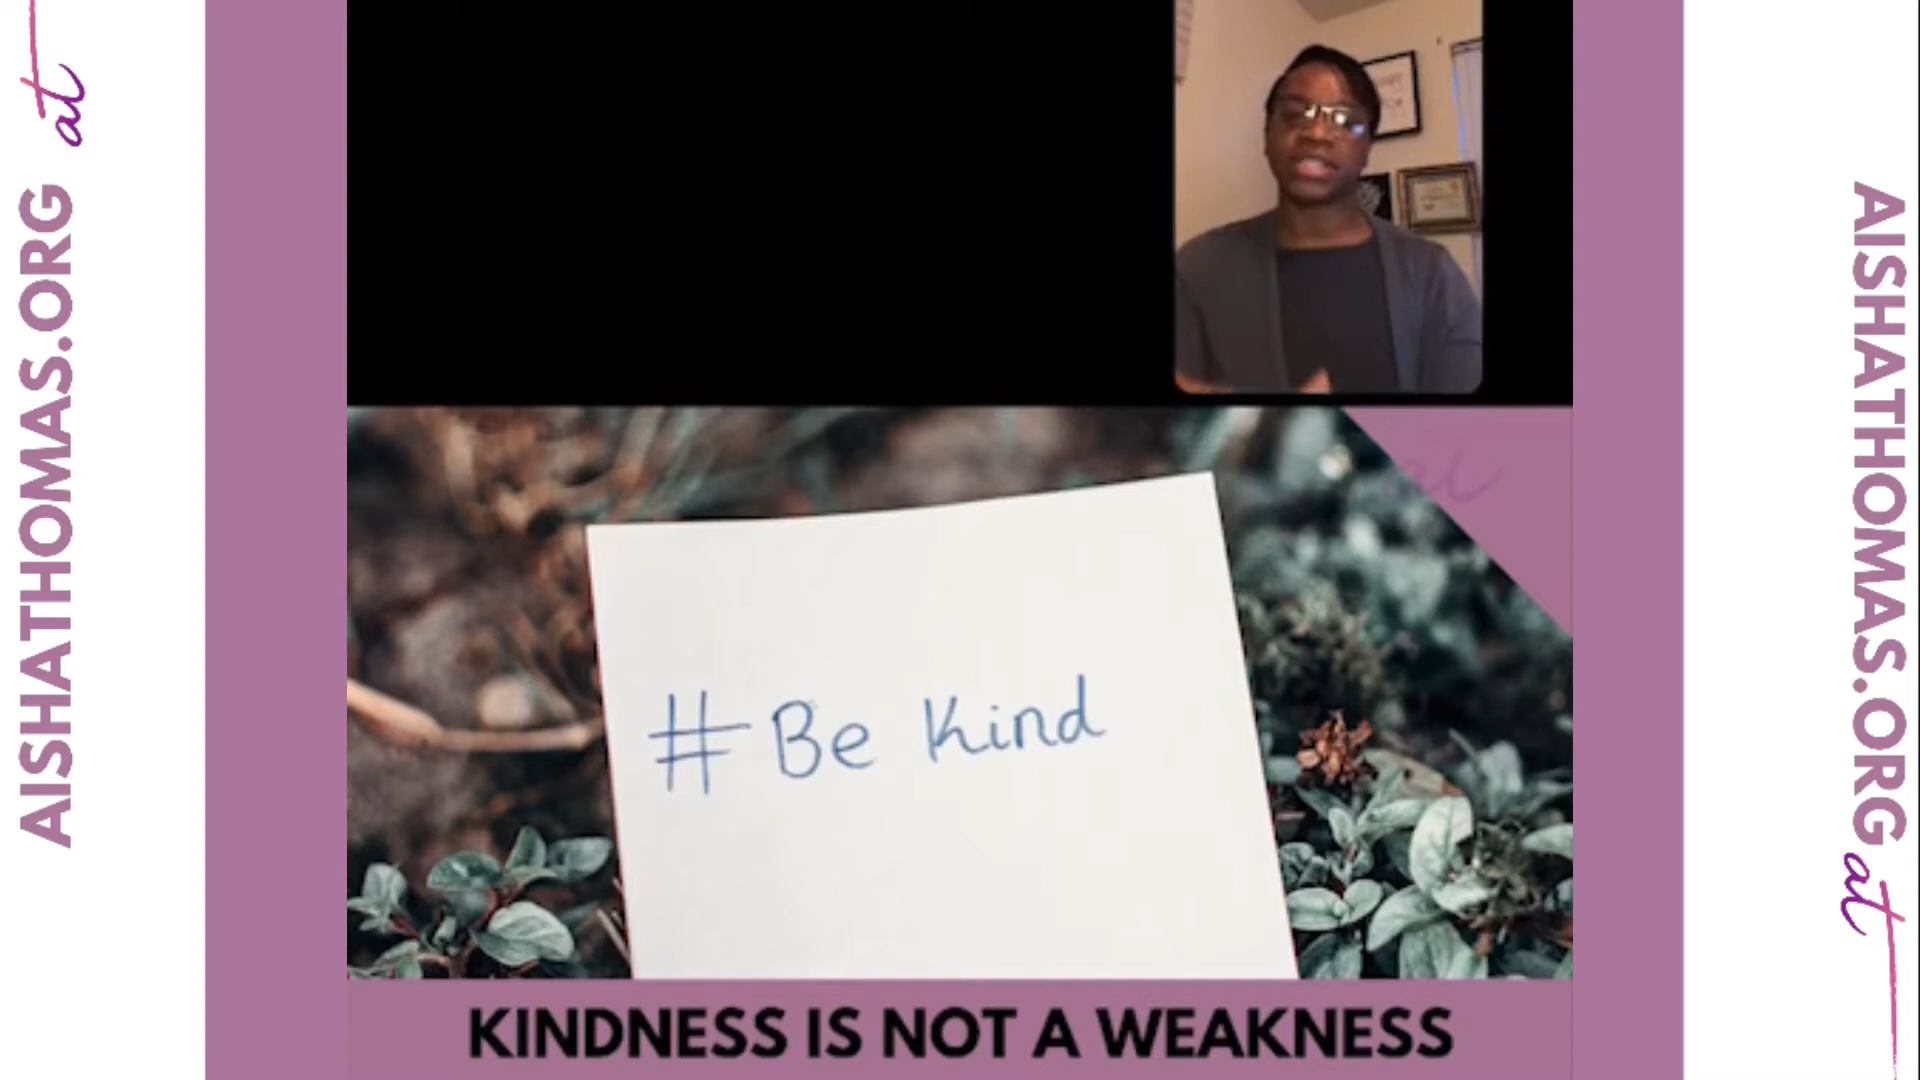 AISHATHOMAS.ORG at
# Be Kind
KINDNESS IS NOT A WEAKNESS
AISHATHOMAS.ORG at